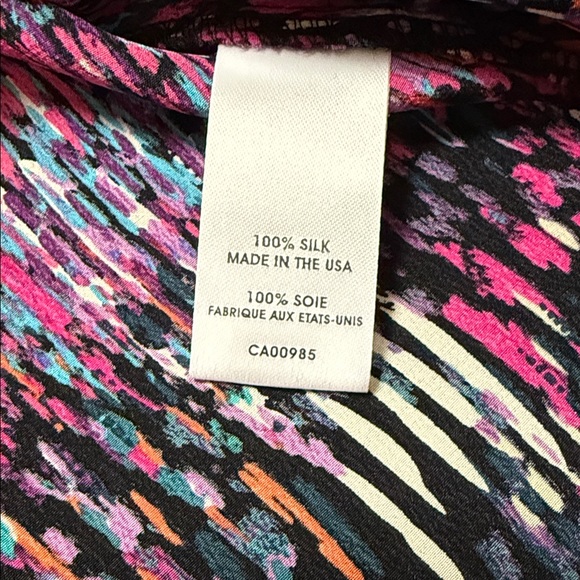 100% SILK
MADE IN THE USA
100% SOIE
FABRIQUE AUX ETATS-UNIS
CA00985